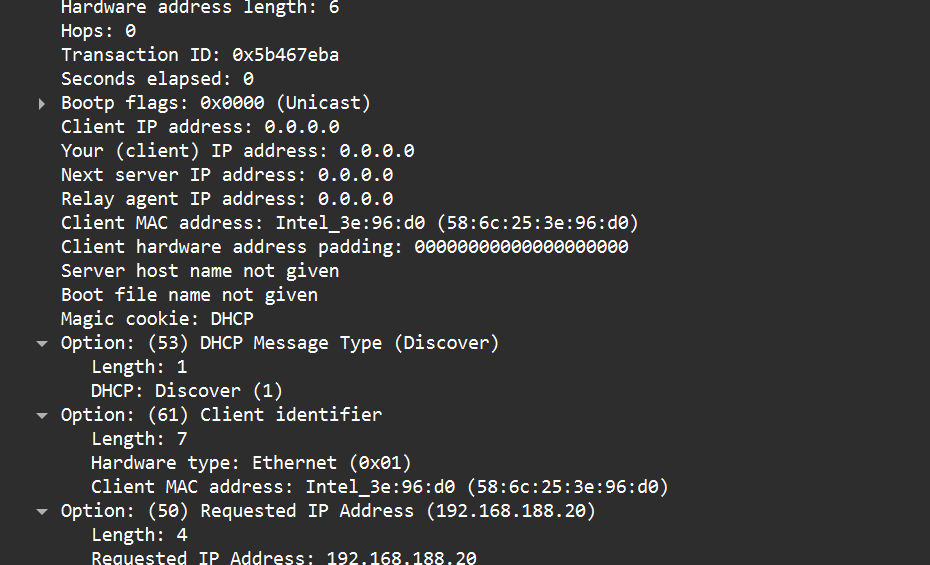 Hardware address length: 6
Hops: 0
Transaction ID: 0x5b467eba
Seconds elapsed: 0
Bootp flags: 0x0000 (Unicast)
Client IP address: 0.0.0.0
Your (client) IP address: 0.0.0.0
Next server IP address: 0.0.0.0
Relay agent IP address: 0.0.0.0
Client MAC address: Intel_3e:96:d0 (58:6c:25:3e:96:d0)
Client hardware address padding: 00000000000000000000
Server host name not given
Boot file name not given
Magic cookie: DHCP
Option: (53) DHCP Message Type (Discover)
Length: 1
DHCP: Discover (1)
Option: (61) Client identifier
Length: 7
Hardware type: Ethernet (0x01)
Client MAC address: Intel_3e:96:d0 (58:6c:25:3e:96:d0)
Option: (50) Requested IP Address (192.168.188.20)
Length: 4
Requested IP Address: 192.168.188.20